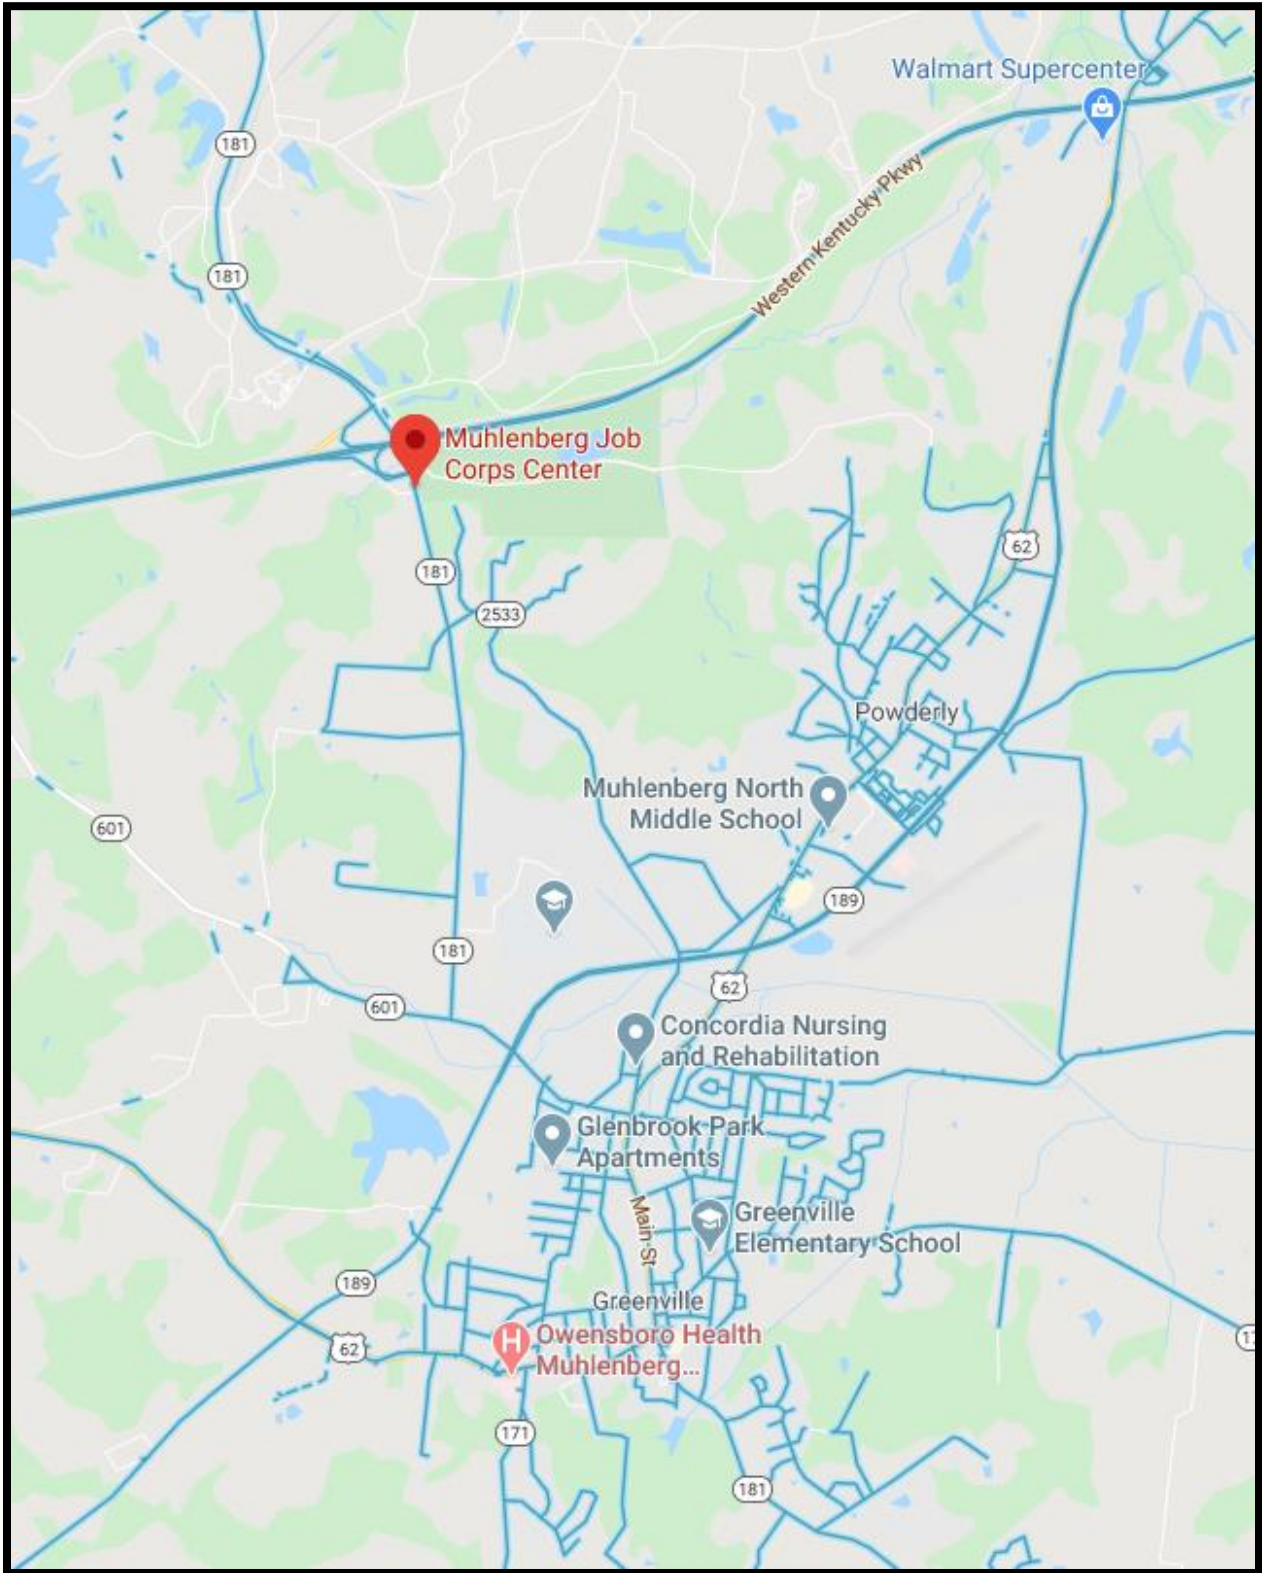 Walmart Supercenter
181
Western Kentucky Pkwy
181
Muhlenberg Job
Corps Center
62
181
2533
Powderly
Muhlenberg North
Middle School
601
189
181
62
601
Concordia Nursing
and Rehabilitation
Glenbrook Park
Apartments
Main St
Greenville
Elementary School
189
Greenville
Owensboro Health
Muhlenberg...
62
171
181